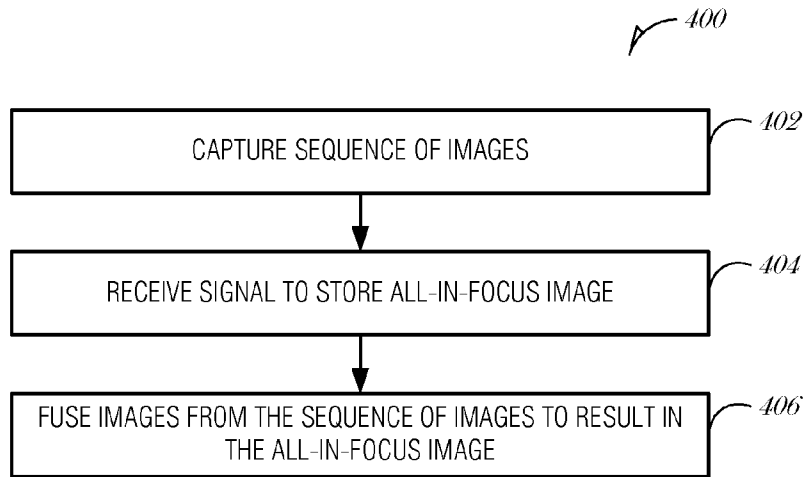 400
CAPTURE SEQUENCE OF IMAGES
402
RECEIVE SIGNAL TO STORE ALL-IN-FOCUS IMAGE
404
FUSE IMAGES FROM THE SEQUENCE OF IMAGES TO RESULT IN
THE ALL-IN-FOCUS IMAGE
406